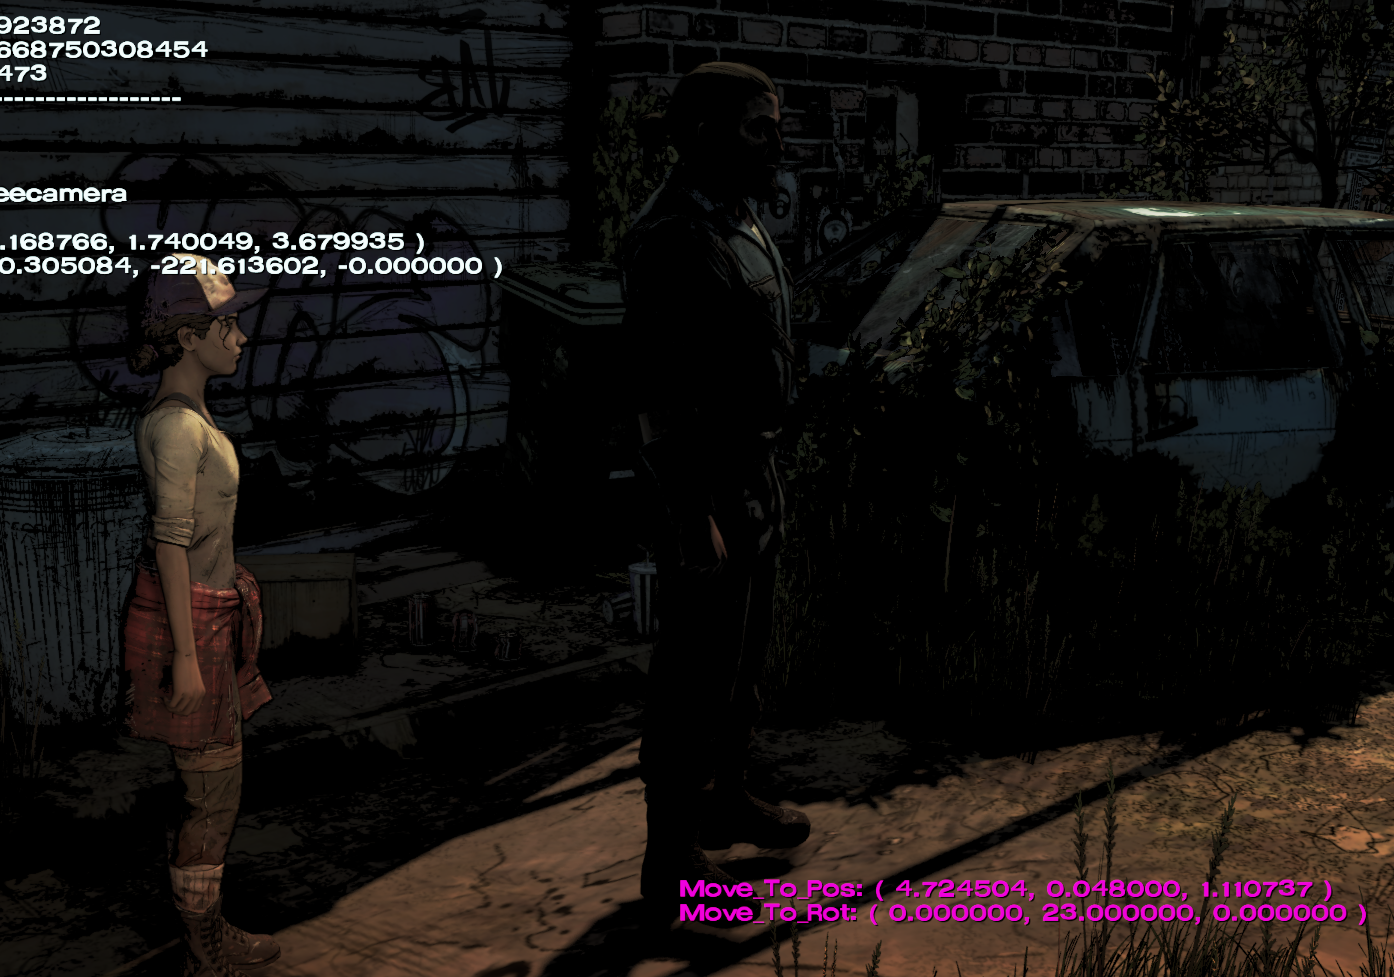 923872
668750308454
473
------------------
eecamera
.168766, 1.740049, 3.679935 )
0.305084, -221.613602, -0.000000 )
Move_To_Pos: ( 4.724504, 0.048000, 1.110737 )
Move_To_Rot: ( 0.000000, 23.000000, 0.000000 )